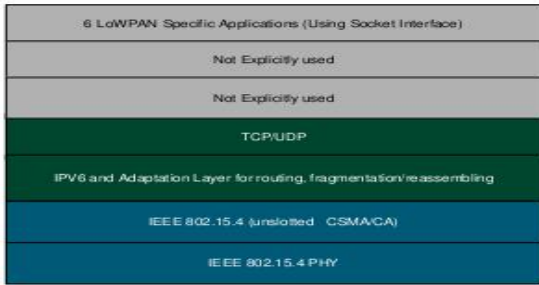 6 LoWPAN Specific Applications (Using Socket Interface)
Not Explicitly used
Not Explicitly used
TCP/UDP
IPV6 and Adaptation Layer for routing, fragmentation/reassembling
IEEE 802.15.4 (unslotted CSMA/CA)
IEEE 802.15.4 PHY